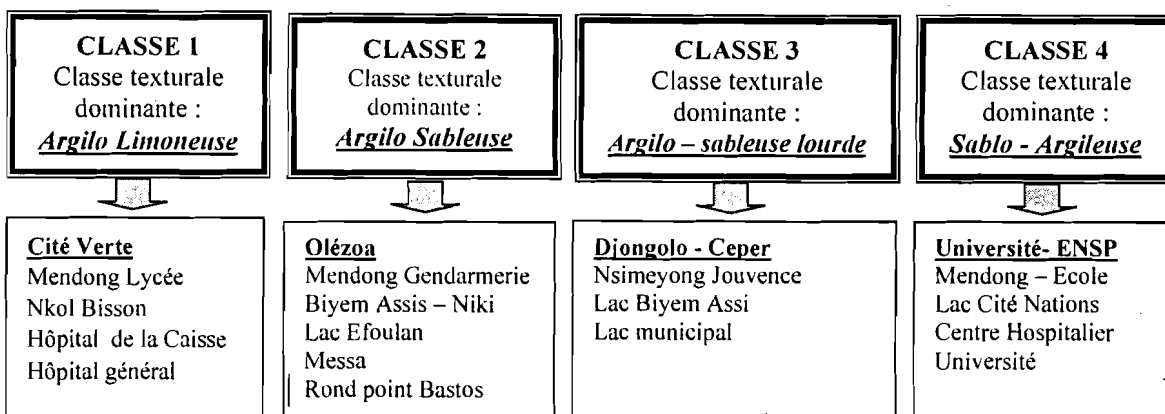 CLASSE 1
Classe texturale
dominante :
Argilo Limoneuse
CLASSE 2
Classe texturale
dominante :
Argilo Sableuse
CLASSE 3
Classe texturale
dominante :
Argilo – sableuse lourde
CLASSE 4
Classe texturale
dominante :
Sablo - Argileuse
Cité Verte
Mendong Lycée
Nkol Bisson
Hôpital de la Caisse
Hôpital général
Olézoa
Mendong Gendarmerie
Biyem Assis – Niki
Lac Efoulan
Messa
Rond point Bastos
Djongolo - Ceper
Nsimeyong Jouvence
Lac Biyem Assi
Lac municipal
Université- ENSP
Mendong – Ecole
Lac Cité Nations
Centre Hospitalier
Université